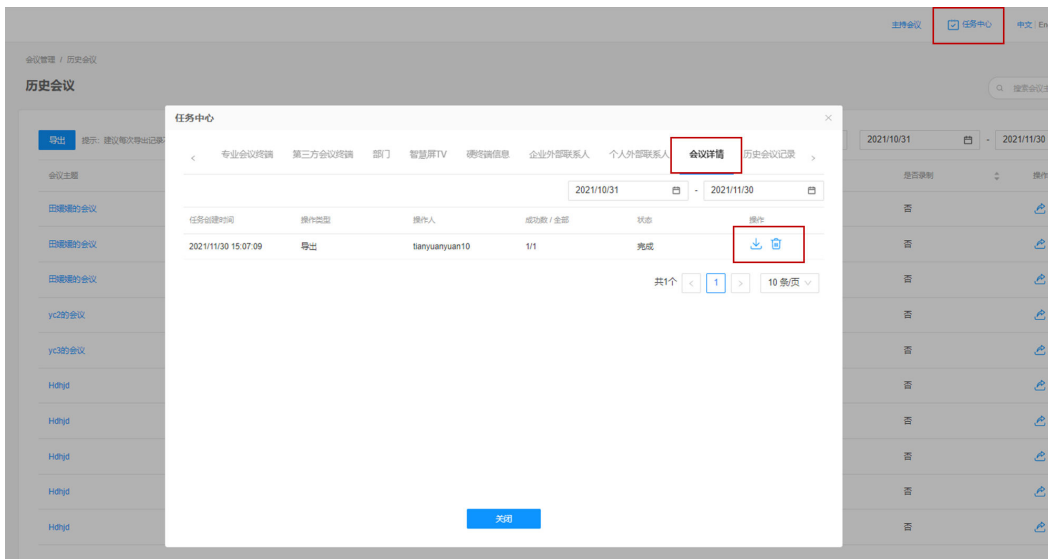 主持会议 任务中心 中文 En
会议管理 / 历史会议
历史会议
搜索会议主
任务中心
导出 提示: 建议每次导出记录
2021/10/31 - 2021/11/30
专业会议终端 第三方会议终端 部门 智慧屏TV 硬终端信息 企业外部联系人 个人外部联系人 会议详情 历史会议记录
会议主题 是否录制 操作
2021/10/31 - 2021/11/30
田媛媛的会议 否
任务创建时间 操作类型 操作人 成功数 / 全部 状态 操作
田媛媛的会议 否
2021/11/30 15:07:09 导出 tianyuanyuan10 1/1 完成
田媛媛的会议 否
共1个 < 1 > 10 条/页
yc2的会议 否
yc3的会议 否
Hdhjd 否
Hdhjd 否
Hdhjd 否
Hdhjd 否
关闭
Hdhjd 否